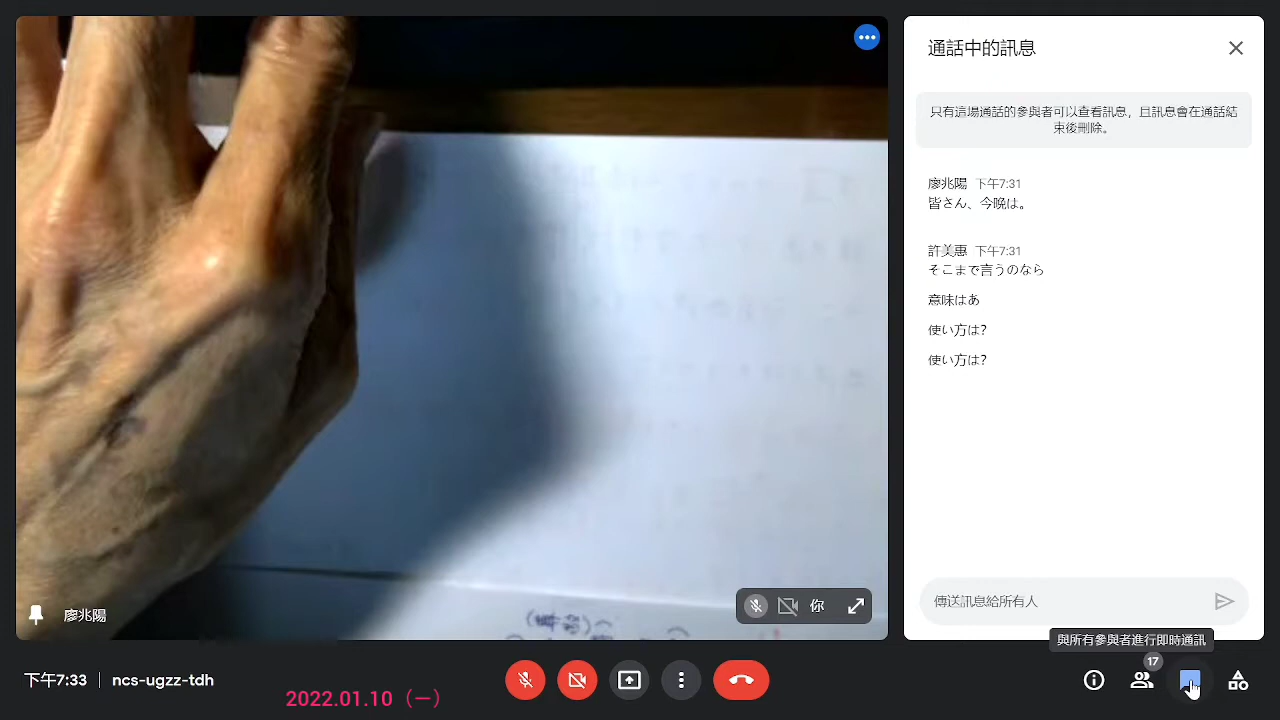 通話中的訊息
只有這場通話的參與者可以查看訊息，且訊息會在通話結
束後刪除。
廖兆陽 下午7:31
皆さん、今晩は。
許美惠 下午7:31
そこまで言うのなら
意味はあ
使い方は?
使い方は?
傳送訊息給所有人
與所有參與者進行即時通訊
廖兆陽
你
下午7:33 ncs-ugzz-tdh
2022.01.10（一）
17